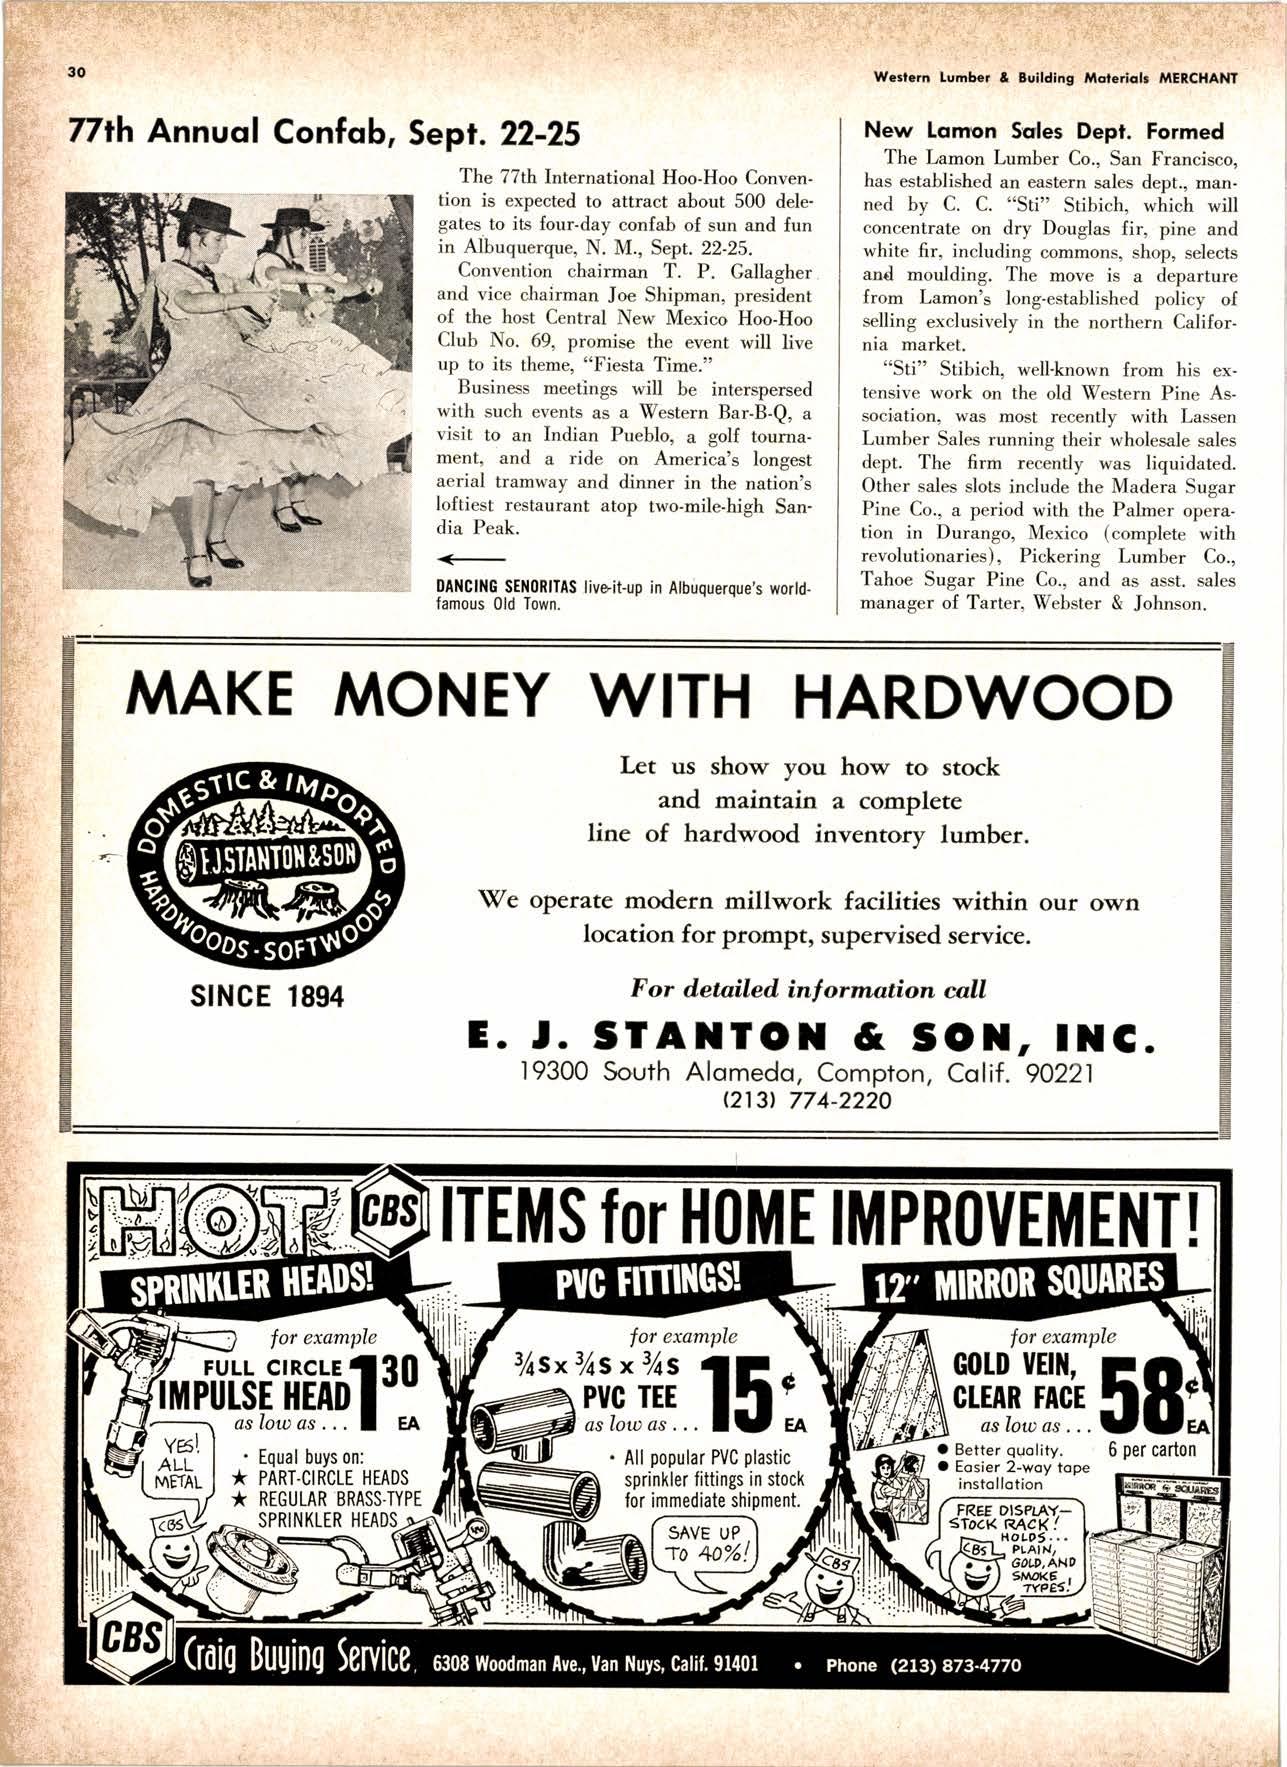 30
Western Lumber & Building Materials MERCHANT
77th Annual Confab, Sept. 22-25
The 77th International Hoo-Hoo Conven-
tion is expected to attract about 500 dele-
gates to its four-day confab of sun and fun
in Albuquerque, N. M., Sept. 22-25.
Convention chairman T. P. Gallagher
and vice chairman Joe Shipman, president
of the host Central New Mexico Hoo-Hoo
Club No. 69, promise the event will live
up to its theme, “Fiesta Time.”
Business meetings will be interspersed
with such events as a Western Bar-B-Q, a
visit to an Indian Pueblo, a golf tourna-
ment, and a ride on America's longest
aerial tramway and dinner in the nation's
loftiest restaurant atop two-mile-high San-
dia Peak.
DANCING SENORITAS live-it-up in Albuquerque's world-
famous Old Town.
New Lamon Sales Dept. Formed
The Lamon Lumber Co., San Francisco,
has established an eastern sales dept., man-
ned by C. C. “Sti” Stibich, which will
concentrate on dry Douglas fir, pine and
white fir, including commons, shop, selects
and moulding. The move is a departure
from Lamon's long-established policy of
selling exclusively in the northern Califor-
nia market.
“Sti” Stibich, well-known from his ex-
tensive work on the old Western Pine As-
sociation, was most recently with Lassen
Lumber Sales running their wholesale sales
dept. The firm recently was liquidated.
Other sales slots include the Madera Sugar
Pine Co., a period with the Palmer opera-
tion in Durango, Mexico (complete with
revolutionaries), Pickering Lumber Co.,
Tahoe Sugar Pine Co., and as asst. sales
manager of Tarter, Webster & Johnson.
MAKE MONEY WITH HARDWOOD
DOMESTIC & IMPORTED
E.J.STANTON & SON
HARDWOODS - SOFTWOODS
SINCE 1894
Let us show you how to stock
and maintain a complete
line of hardwood inventory lumber.
We operate modern millwork facilities within our own
location for prompt, supervised service.
For detailed information call
E. J. STANTON & SON, INC.
19300 South Alameda, Compton, Calif. 90221
(213) 774-2220
HOT CBS ITEMS for HOME IMPROVEMENT!
SPRINKLER HEADS!
for example
FULL CIRCLE
IMPULSE HEAD
as low as . . .
1 30
EA
YES!
ALL
METAL
• Equal buys on:
★ PART-CIRCLE HEADS
★ REGULAR BRASS-TYPE
SPRINKLER HEADS
CBS
PVC FITTINGS!
for example
3/4S x 3/4S x 3/4S
PVC TEE
as low as . . .
15¢
EA
• All popular PVC plastic
sprinkler fittings in stock
for immediate shipment.
SAVE UP
TO 40%!
CBS
12" MIRROR SQUARES
for example
GOLD VEIN,
CLEAR FACE
as low as . . .
58¢
EA
6 per carton
● Better quality.
● Easier 2-way tape
installation
MIRROR SQUARES
FREE DISPLAY—
STOCK RACK!
HOLDS...
PLAIN,
GOLD, AND
SMOKE
TYPES!
CBS
CBS
Craig Buying Service, 6308 Woodman Ave., Van Nuys, Calif. 91401 • Phone (213) 873-4770